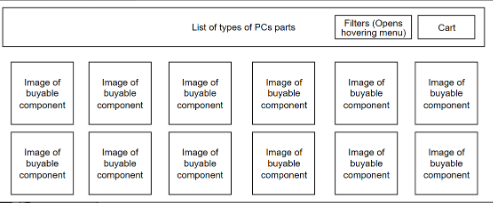 List of types of PCs parts
Filters (Opens
hovering menu)
Cart
Image of
buyable
component
Image of
buyable
component
Image of
buyable
component
Image of
buyable
component
Image of
buyable
component
Image of
buyable
component
Image of
buyable
component
Image of
buyable
component
Image of
buyable
component
Image of
buyable
component
Image of
buyable
component
Image of
buyable
component